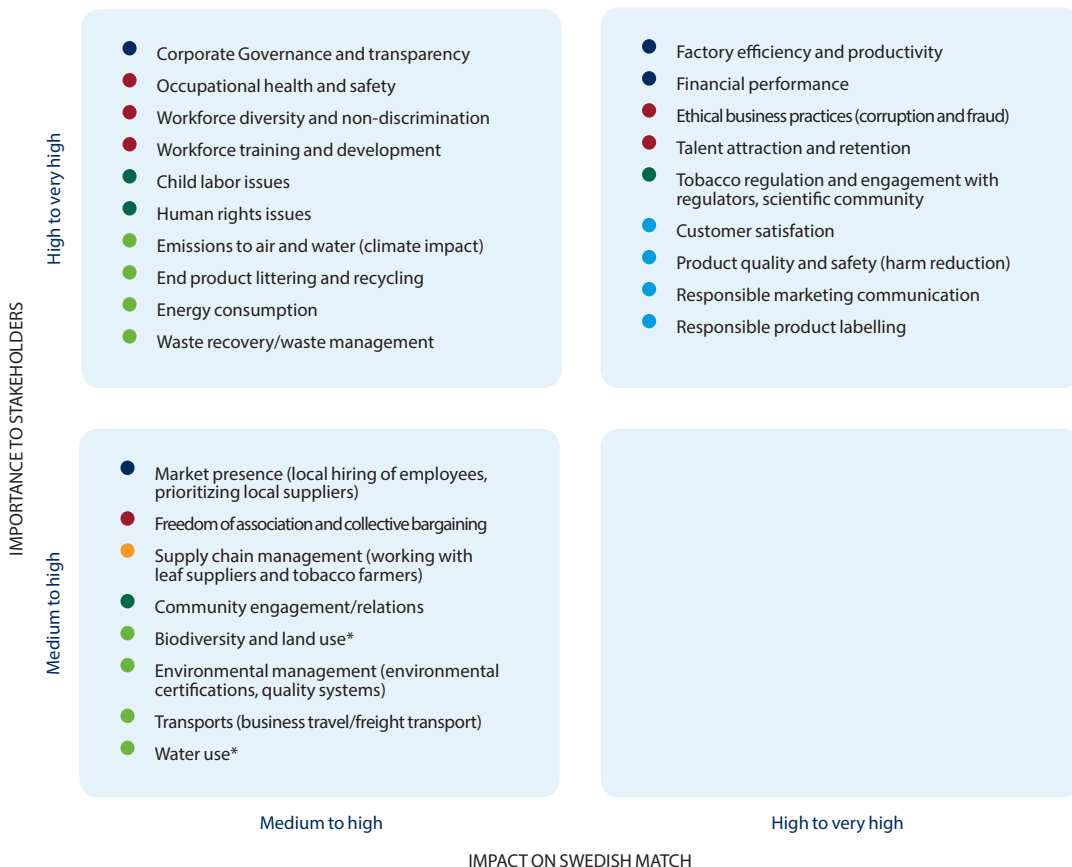 IMPORTANCE TO STAKEHOLDERS
High to very high
Corporate Governance and transparency
Occupational health and safety
Workforce diversity and non-discrimination
Workforce training and development
Child labor issues
Human rights issues
Emissions to air and water (climate impact)
End product littering and recycling
Energy consumption
Waste recovery/waste management
Factory efficiency and productivity
Financial performance
Ethical business practices (corruption and fraud)
Talent attraction and retention
Tobacco regulation and engagement with
regulators, scientific community
Customer satisfation
Product quality and safety (harm reduction)
Responsible marketing communication
Responsible product labelling
Medium to high
Market presence (local hiring of employees,
prioritizing local suppliers)
Freedom of association and collective bargaining
Supply chain management (working with
leaf suppliers and tobacco farmers)
Community engagement/relations
Biodiversity and land use*
Environmental management (environmental
certifications, quality systems)
Transports (business travel/freight transport)
Water use*
Medium to high
High to very high
IMPACT ON SWEDISH MATCH